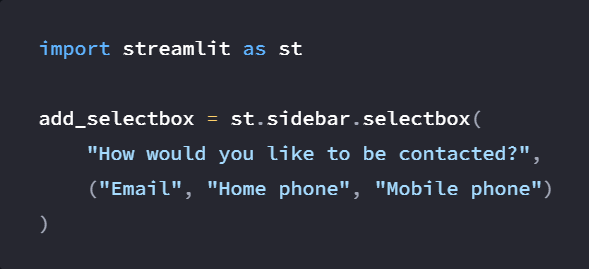 import streamlit as st
add_selectbox = st.sidebar.selectbox(
    "How would you like to be contacted?",
    ("Email", "Home phone", "Mobile phone")
)